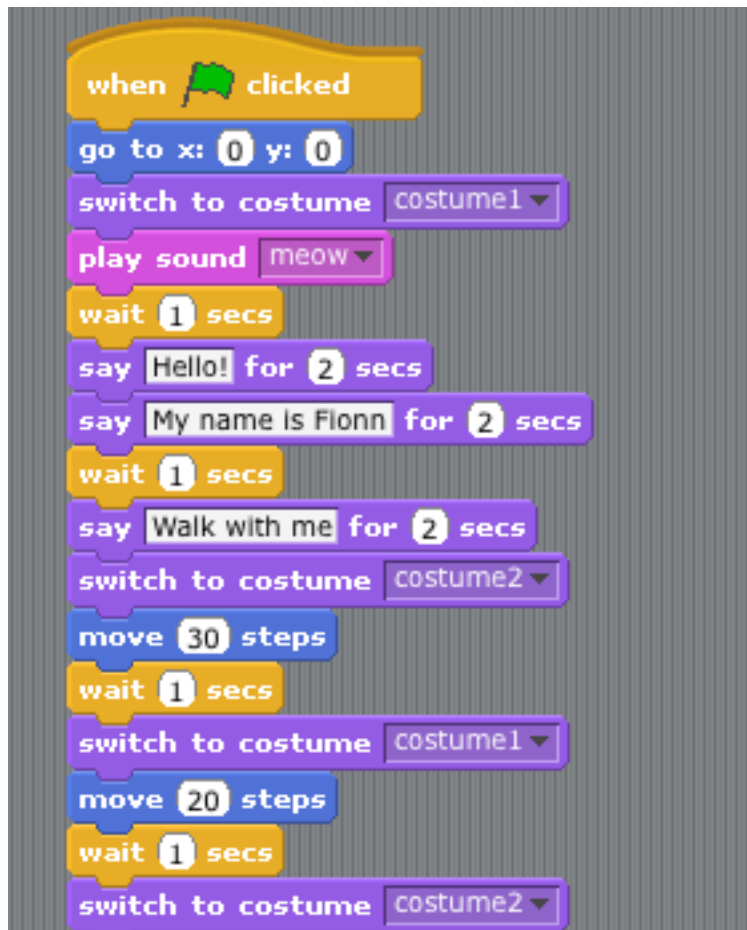 when clicked
go to x: 0 y: 0
switch to costume costume1
play sound meow
wait 1 secs
say Hello! for 2 secs
say My name is Fionn for 2 secs
wait 1 secs
say Walk with me for 2 secs
switch to costume costume2
move 30 steps
wait 1 secs
switch to costume costume1
move 20 steps
wait 1 secs
switch to costume costume2